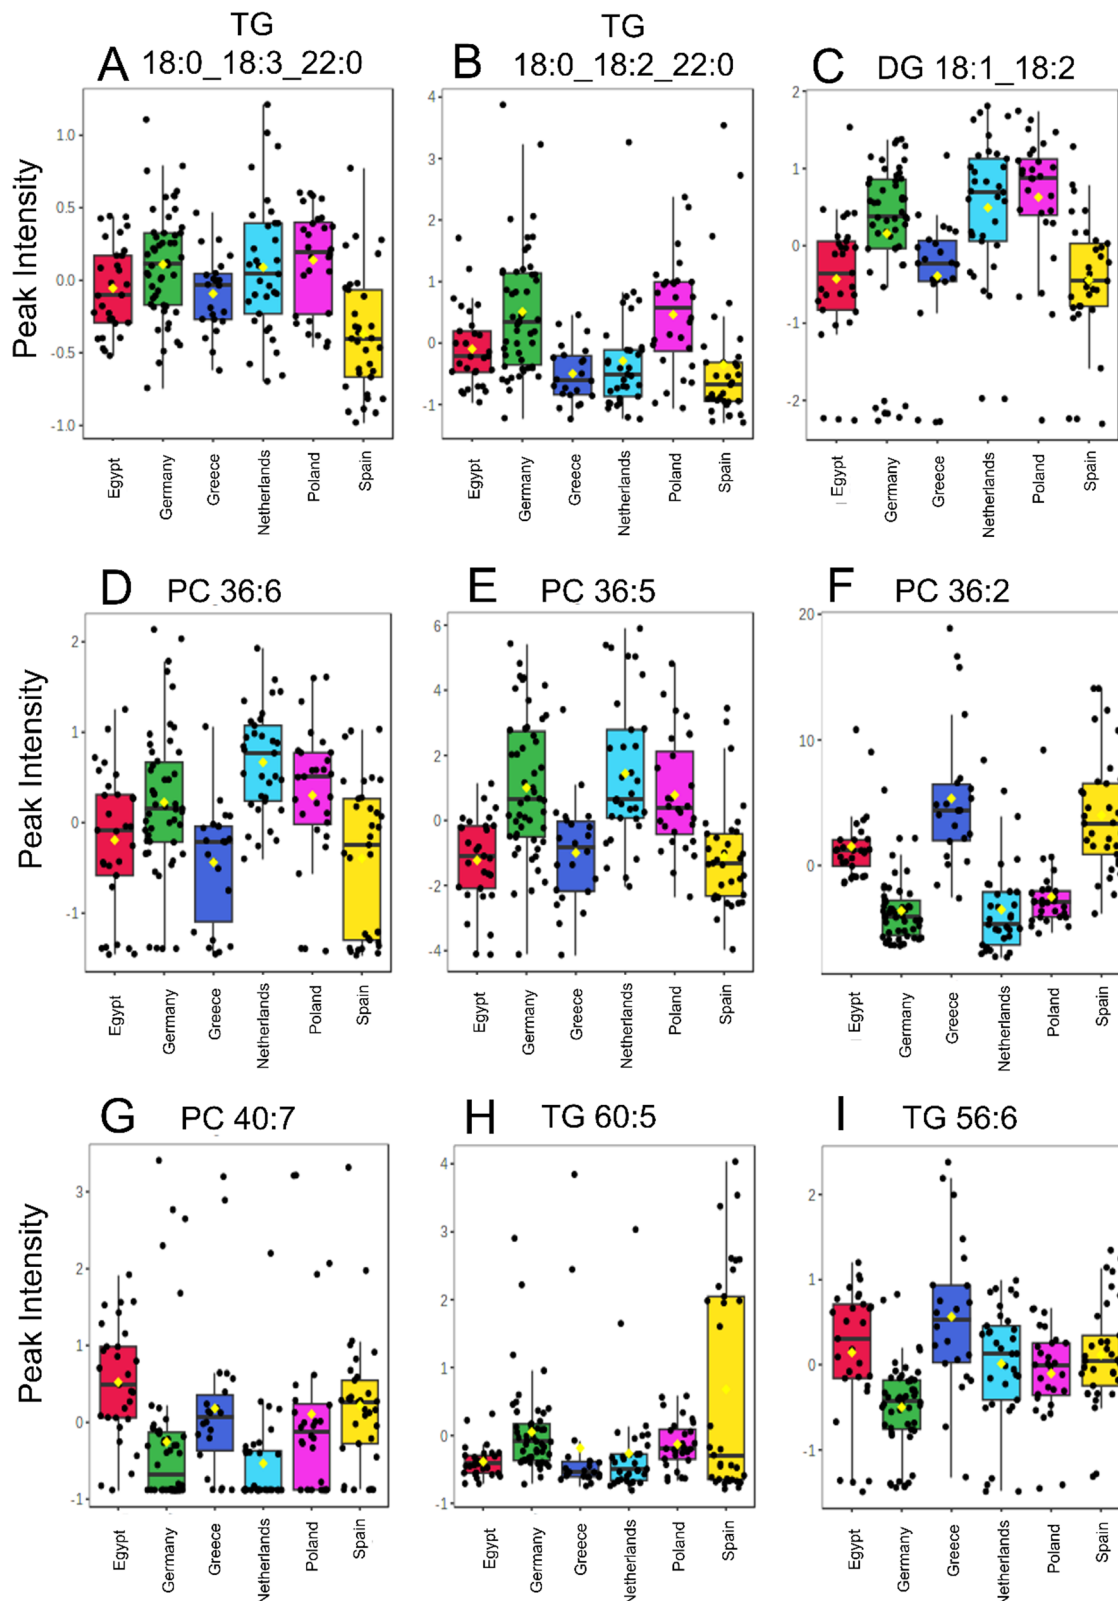 TG
TG
A 18:0_18:3_22:0
B 18:0_18:2_22:0
C DG 18:1_18:2
Peak Intensity
1.0
0.5
0.0
-0.5
-1.0
Egypt
Germany
Greece
Netherlands
Poland
Spain
4
3
2
1
0
-1
Egypt
Germany
Greece
Netherlands
Poland
Spain
2
1
0
-1
-2
Egypt
Germany
Greece
Netherlands
Poland
Spain
D PC 36:6
E PC 36:5
F PC 36:2
Peak Intensity
2
1
0
-1
Egypt
Germany
Greece
Netherlands
Poland
Spain
6
4
2
0
-2
-4
Egypt
Germany
Greece
Netherlands
Poland
Spain
20
10
0
Egypt
Germany
Greece
Netherlands
Poland
Spain
G PC 40:7
H TG 60:5
I TG 56:6
Peak Intensity
3
2
1
0
-1
Egypt
Germany
Greece
Netherlands
Poland
Spain
4
3
2
1
0
-1
Egypt
Germany
Greece
Netherlands
Poland
Spain
2
1
0
-1
Egypt
Germany
Greece
Netherlands
Poland
Spain